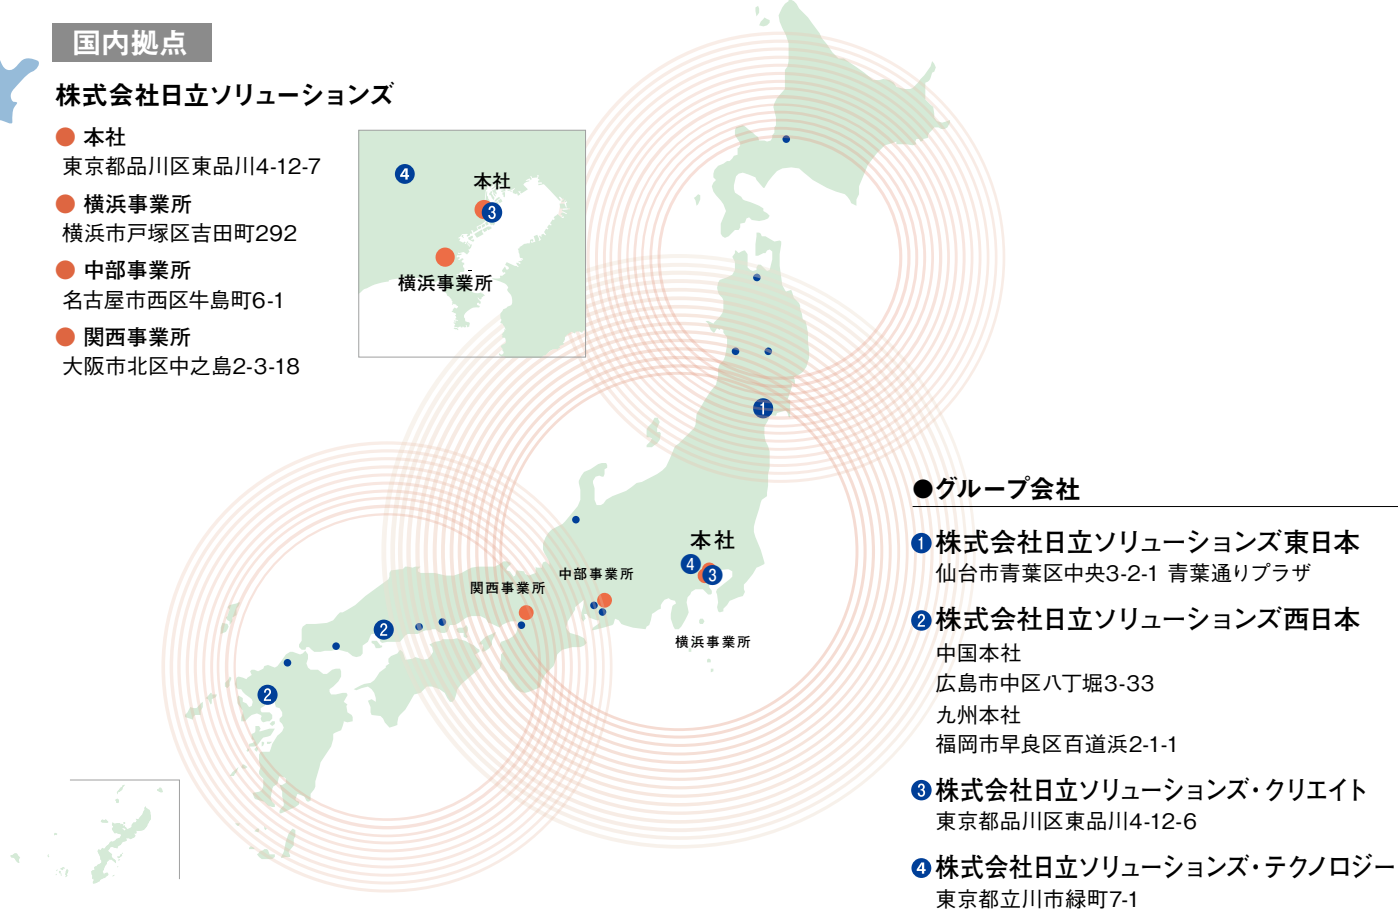 国内拠点
株式会社日立ソリューションズ
本社
東京都品川区東品川4-12-7
横浜事業所
横浜市戸塚区吉田町292
中部事業所
名古屋市西区牛島町6-1
関西事業所
大阪市北区中之島2-3-18
4
本社
3
横浜事業所
1
本社
4
3
中部事業所
関西事業所
横浜事業所
2
2
●グループ会社
1 株式会社日立ソリューションズ東日本
仙台市青葉区中央3-2-1 青葉通りプラザ
2 株式会社日立ソリューションズ西日本
中国本社
広島市中区八丁堀3-33
九州本社
福岡市早良区百道浜2-1-1
3 株式会社日立ソリューションズ・クリエイト
東京都品川区東品川4-12-6
4 株式会社日立ソリューションズ・テクノロジー
東京都立川市緑町7-1